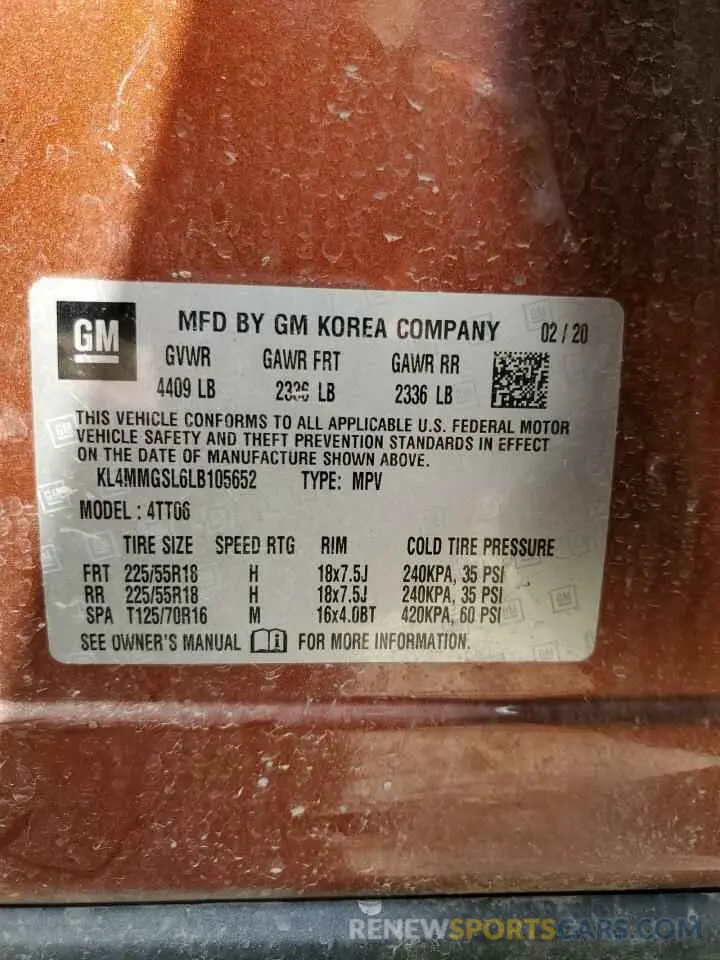 GM MFD BY GM KOREA COMPANY 02/20
GVWR GAWR FRT GAWR RR
4409 LB 2336 LB 2336 LB
THIS VEHICLE CONFORMS TO ALL APPLICABLE U.S. FEDERAL MOTOR
VEHICLE SAFETY AND THEFT PREVENTION STANDARDS IN EFFECT
ON THE DATE OF MANUFACTURE SHOWN ABOVE.
KL4MMGSL6LB105652 TYPE: MPV
MODEL : 4TT06
TIRE SIZE SPEED RTG RIM COLD TIRE PRESSURE
FRT 225/55R18 H 18x7.5J 240KPA, 35 PSI
RR 225/55R18 H 18x7.5J 240KPA, 35 PSI
SPA T125/70R16 M 16x4.0BT 420KPA, 60 PSI
SEE OWNER'S MANUAL FOR MORE INFORMATION.
RENEWSPORTSCARS.COM